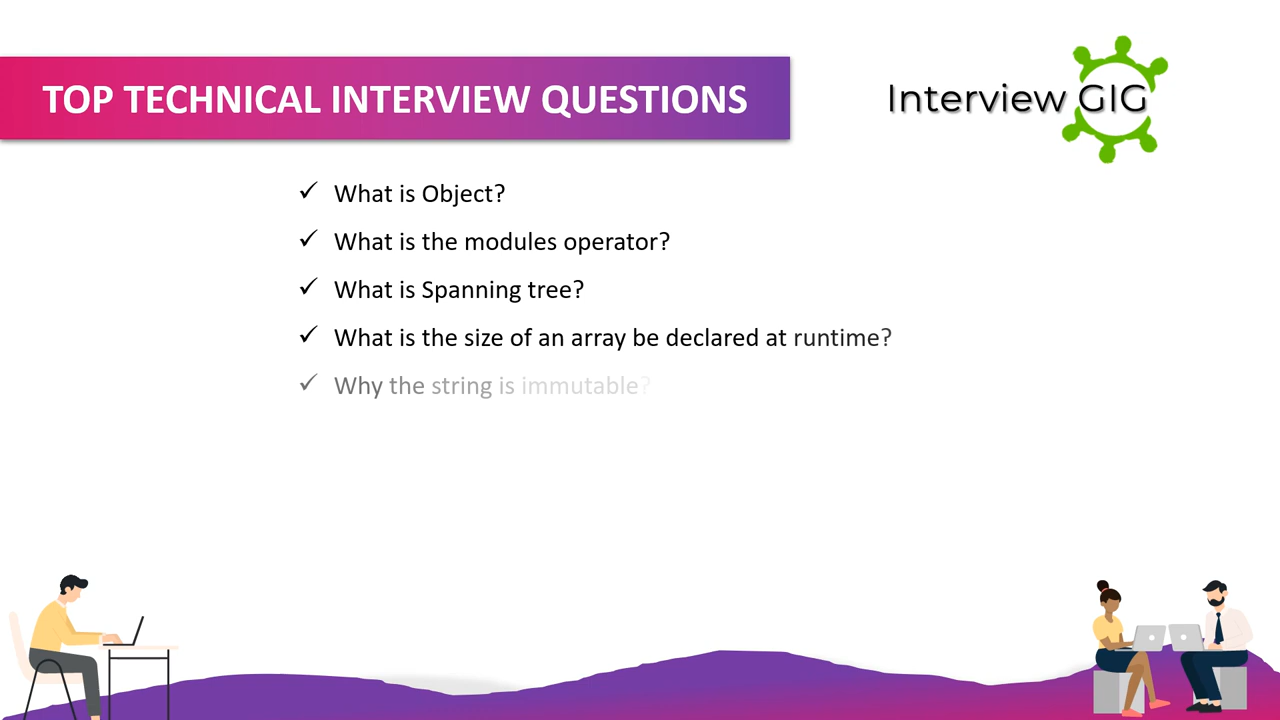 TOP TECHNICAL INTERVIEW QUESTIONS
Interview GIG
✓ What is Object?
✓ What is the modules operator?
✓ What is Spanning tree?
✓ What is the size of an array be declared at runtime?
✓ Why the string is immutable?